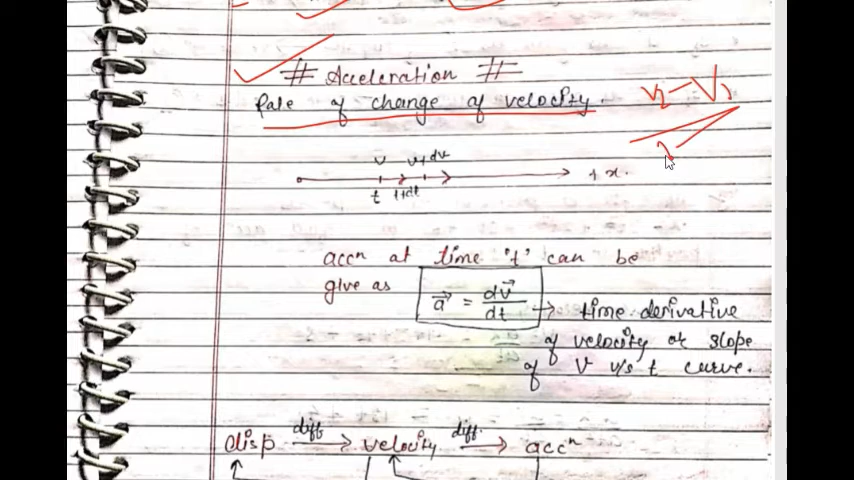 # Acceleration #
Rate of change of velocity.
V2 - V1
v v+dv
t t+dt
+ x.
accn at time 't' can be
give as a⃗ = dv⃗/dt → time derivative
of velocity or slope
of V v/s t curve.
disp diff→ velocity diff.→ accn